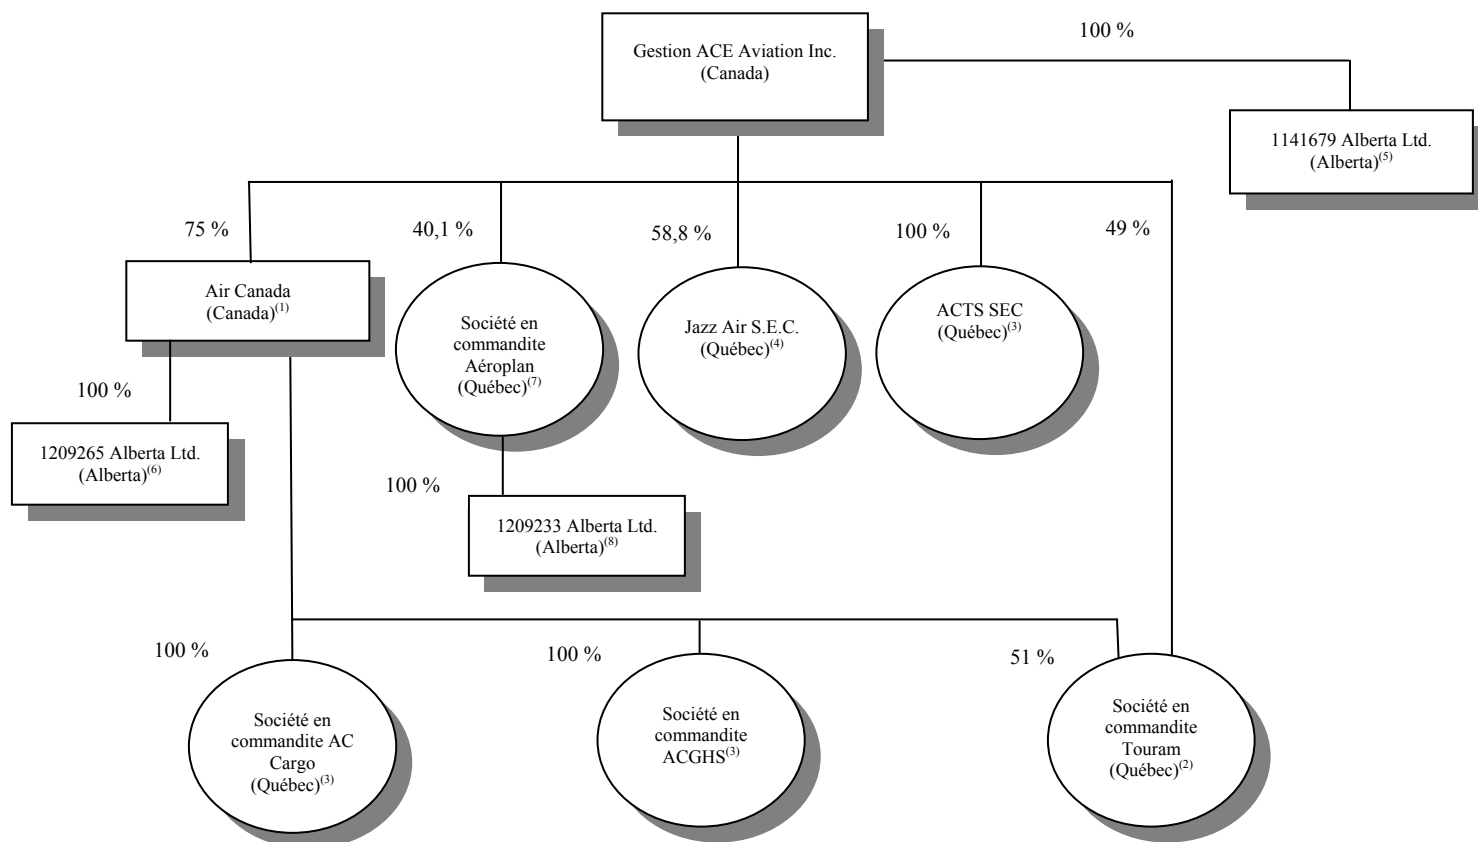 Gestion ACE Aviation Inc.
(Canada)
100 %
1141679 Alberta Ltd.
(Alberta)(5)
75 %
40,1 %
58,8 %
100 %
49 %
Air Canada
(Canada)(1)
Société en
commandite
Aéroplan
(Québec)(7)
Jazz Air S.E.C.
(Québec)(4)
ACTS SEC
(Québec)(3)
100 %
1209265 Alberta Ltd.
(Alberta)(6)
100 %
1209233 Alberta Ltd.
(Alberta)(8)
100 %
100 %
51 %
Société en
commandite AC
Cargo
(Québec)(3)
Société en
commandite
ACGHS(3)
Société en
commandite
Touram
(Québec)(2)